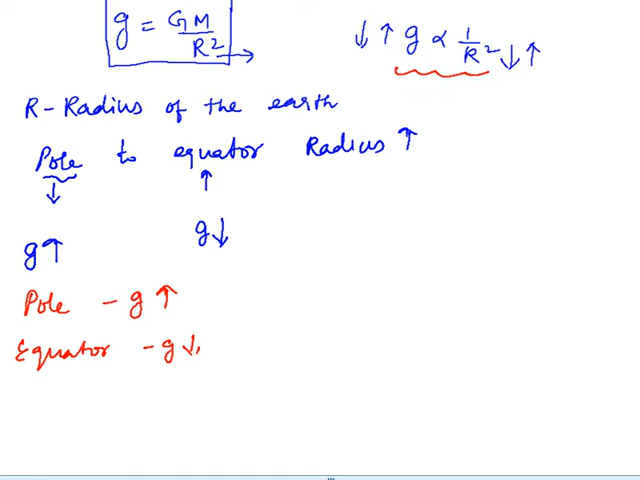 g = GM/R²
↓ ↑ g ∝ 1/R² ↓ ↑
R - Radius of the earth
Pole to equator Radius ↑
↓ ↑
g ↑ g ↓
Pole - g ↑
Equator - g ↓